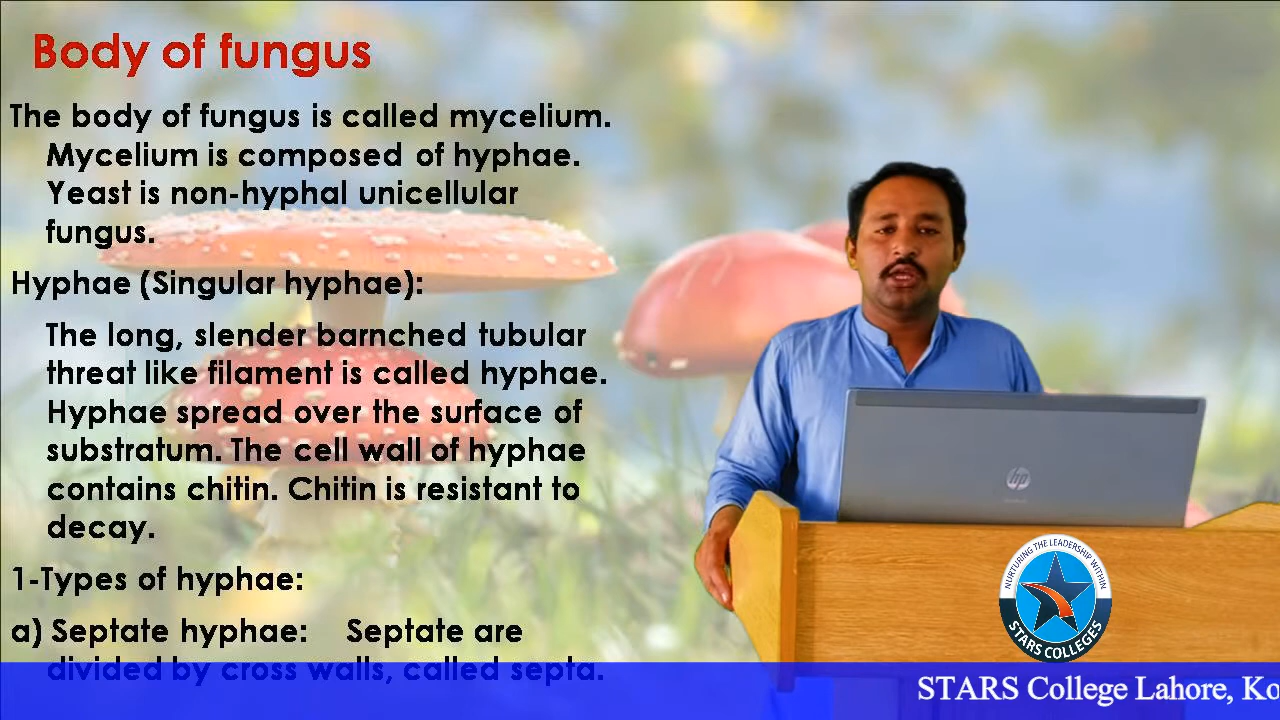 Body of fungus
The body of fungus is called mycelium.
Mycelium is composed of hyphae.
Yeast is non-hyphal unicellular
fungus.
Hyphae (Singular hyphae):
The long, slender barnched tubular
threat like filament is called hyphae.
Hyphae spread over the surface of
substratum. The cell wall of hyphae
contains chitin. Chitin is resistant to
decay.
1-Types of hyphae:
a) Septate hyphae: Septate are
divided by cross walls, called septa.
hp
NURTURING THE LEADERSHIP WITHIN
STARS COLLEGES
STARS College Lahore, Ko